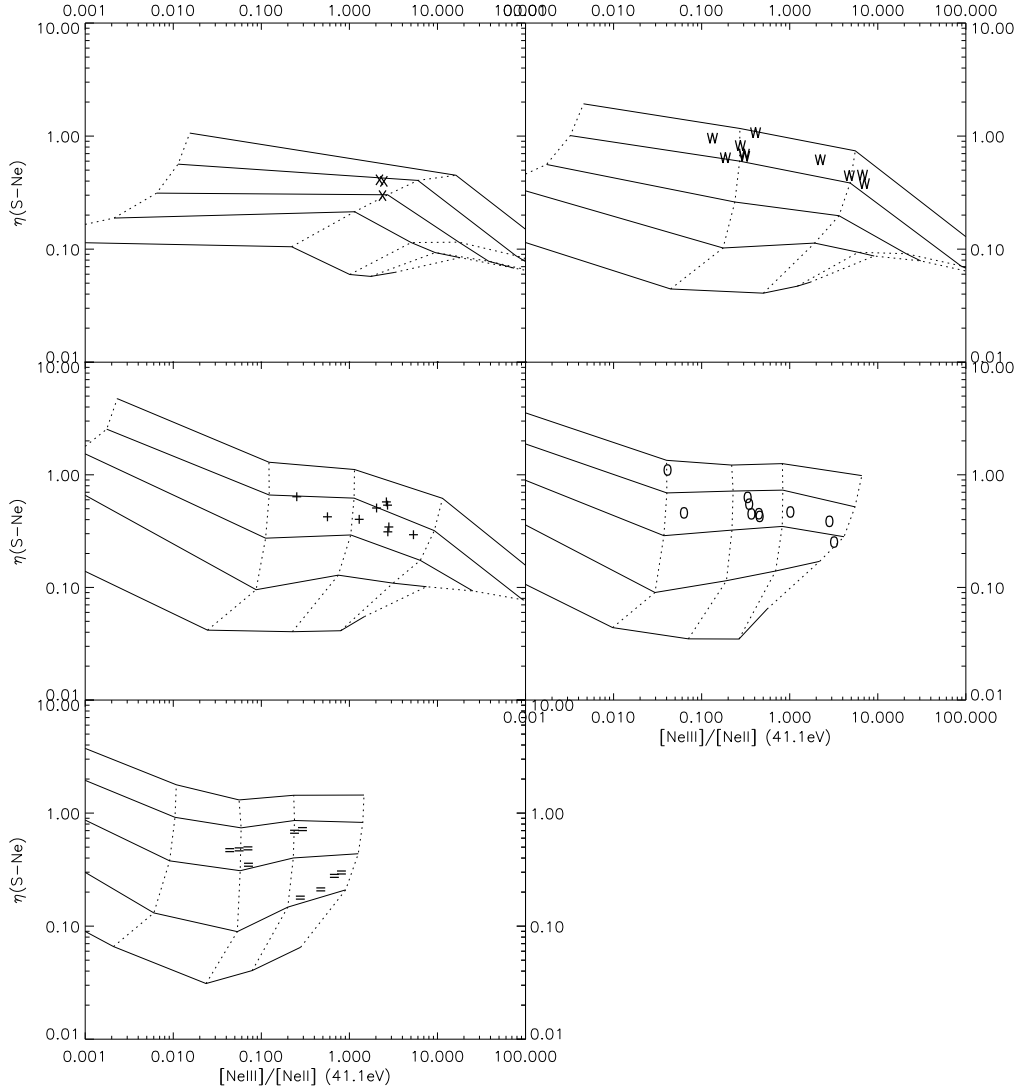 0.001 0.010 0.100 1.000 10.000 100.000
0.001 0.010 0.100 1.000 10.000 100.000
10.00
1.00
0.10
0.01
η(S−Ne)
X X X
W W W W W W W W W W W
10.00
1.00
0.10
0.01
10.00
1.00
0.10
0.01
η(S−Ne)
+ + + + + + + + + +
O O O O O O O O O O
10.00
1.00
0.10
0.01
0.001 0.010 0.100 1.000 10.000 100.000
[NeIII]/[NeII] (41.1eV)
10.00
1.00
0.10
0.01
η(S−Ne)
= = = = = = = = = =
10.00
1.00
0.10
0.01
0.001 0.010 0.100 1.000 10.000 100.000
[NeIII]/[NeII] (41.1eV)